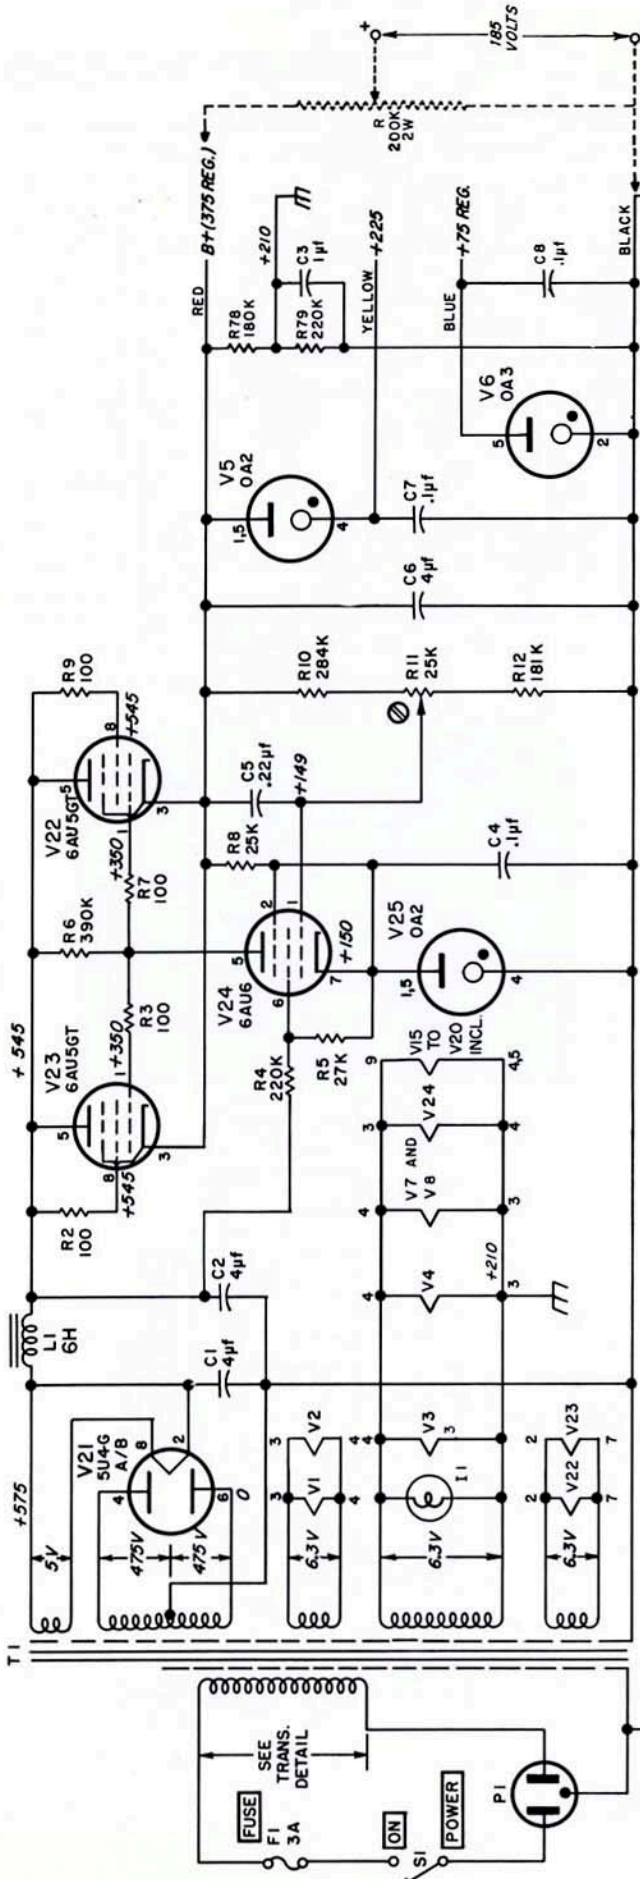 T1
+575
5V
475V
475V
V21
5U4-G
A/B
4
8
2
6
0
C1
4µf
L1
6H
C2
4µf
+545
R2
100
V23
6AU5GT
5
8
+545
3
1
+350
R3
100
R6
390K
R7
100
+350
V22
6AU5GT
5
1
8
+545
3
R9
100
RED
B+(375 REG.)
R4
220K
R5
27K
V24
6AU6
5
6
2
1
7
+150
R8
25K
C5
.22µf
+149
R10
284K
R11
25K
R12
181K
C4
.1µf
V25
0A2
1,5
4
C6
4µf
V5
0A2
1,5
4
C7
.1µf
YELLOW
+225
R78
180K
R79
220K
+210
C3
1µf
V6
0A3
5
2
BLUE
+75 REG.
C8
.1µf
BLACK
R
200K
2W
+
185
VOLTS
6.3V
3
V1
4
3
V2
4
6.3V
I1
4
V3
3
4
V4
3
+210
4
V7 AND
V8
3
3
V24
4
9
V15
TO
V20
INCL.
4,5
6.3V
2
V22
7
2
V23
7
SEE
TRANS.
DETAIL
FUSE
F1
3A
ON
S1
POWER
P1